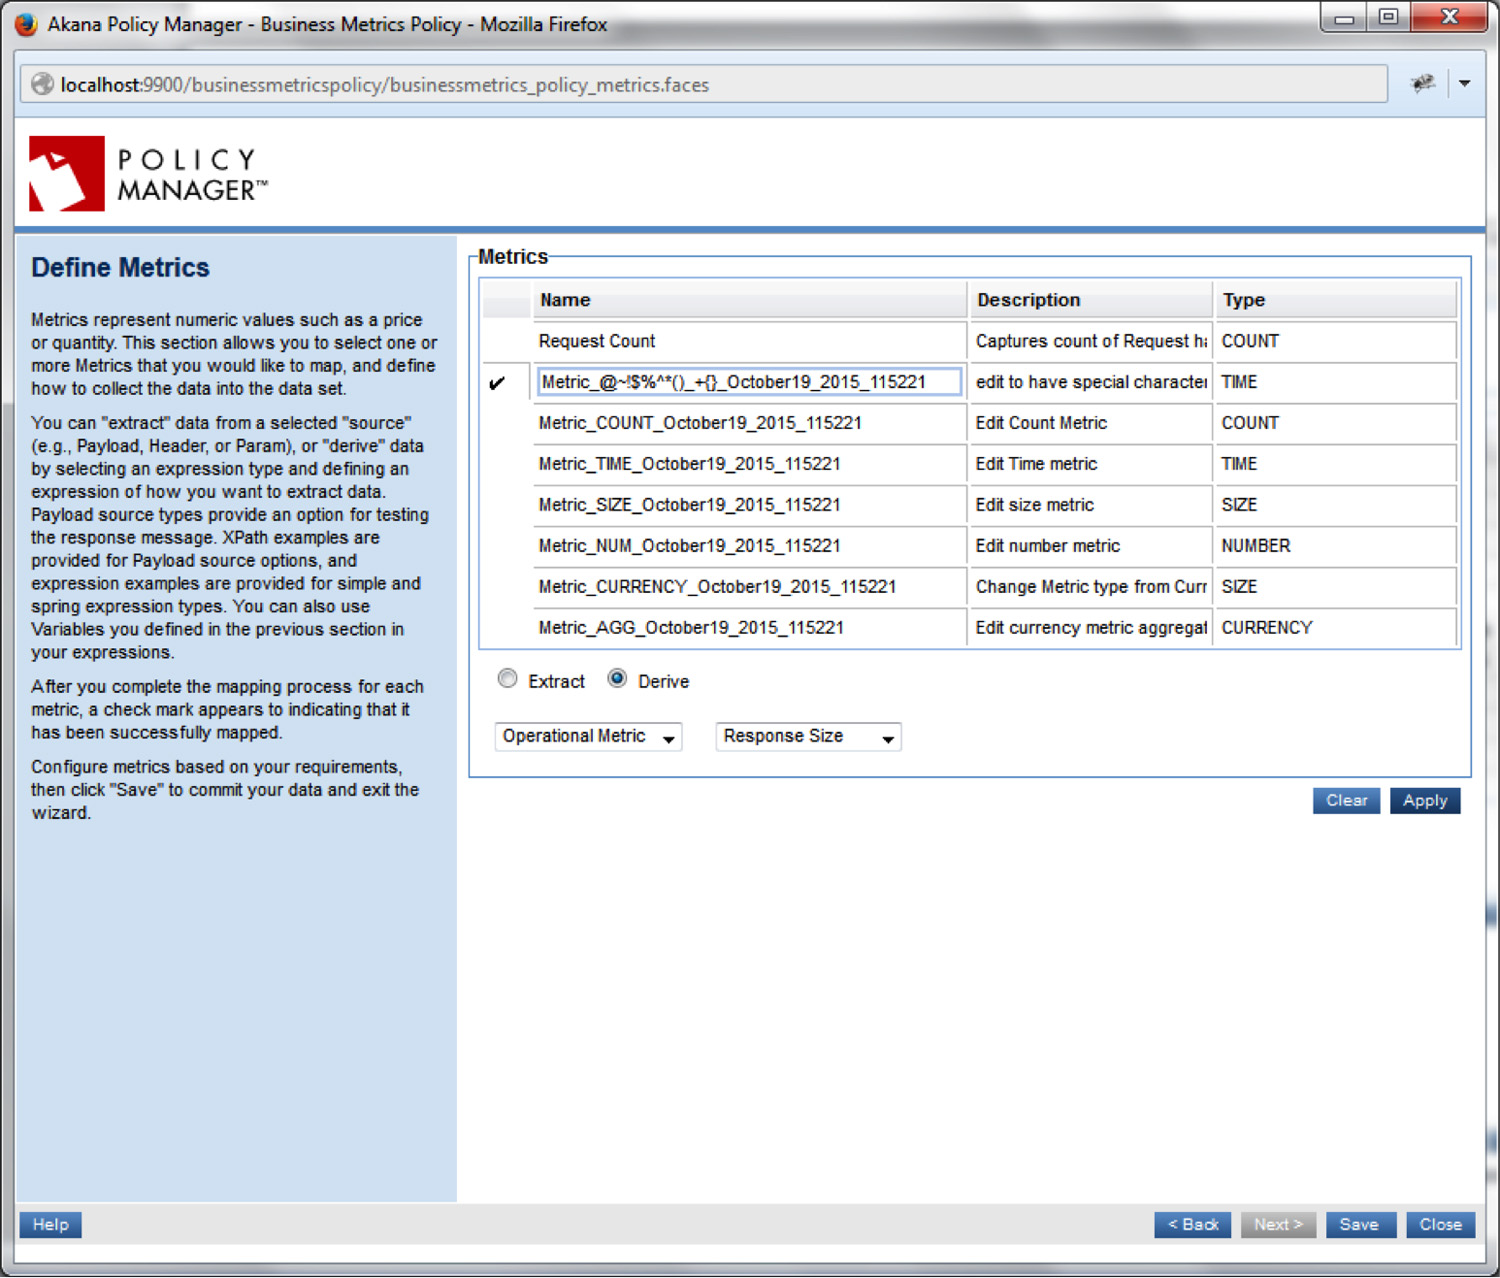 Akana Policy Manager - Business Metrics Policy - Mozilla Firefox
localhost:9900/businessmetricspolicy/businessmetrics_policy_metrics.faces
POLICY
MANAGER™
Define Metrics
Metrics represent numeric values such as a price
or quantity. This section allows you to select one or
more Metrics that you would like to map, and define
how to collect the data into the data set.
You can "extract" data from a selected "source"
(e.g., Payload, Header, or Param), or "derive" data
by selecting an expression type and defining an
expression of how you want to extract data.
Payload source types provide an option for testing
the response message. XPath examples are
provided for Payload source options, and
expression examples are provided for simple and
spring expression types. You can also use
Variables you defined in the previous section in
your expressions.
After you complete the mapping process for each
metric, a check mark appears to indicating that it
has been successfully mapped.
Configure metrics based on your requirements,
then click "Save" to commit your data and exit the
wizard.
Metrics
Name Description Type
Request Count Captures count of Request ha COUNT
✔ Metric_@~!$%^*()_+{}_October19_2015_115221 edit to have special character TIME
Metric_COUNT_October19_2015_115221 Edit Count Metric COUNT
Metric_TIME_October19_2015_115221 Edit Time metric TIME
Metric_SIZE_October19_2015_115221 Edit size metric SIZE
Metric_NUM_October19_2015_115221 Edit number metric NUMBER
Metric_CURRENCY_October19_2015_115221 Change Metric type from Curr SIZE
Metric_AGG_October19_2015_115221 Edit currency metric aggregat CURRENCY
Extract Derive
Operational Metric Response Size
Clear Apply
Help < Back Next > Save Close